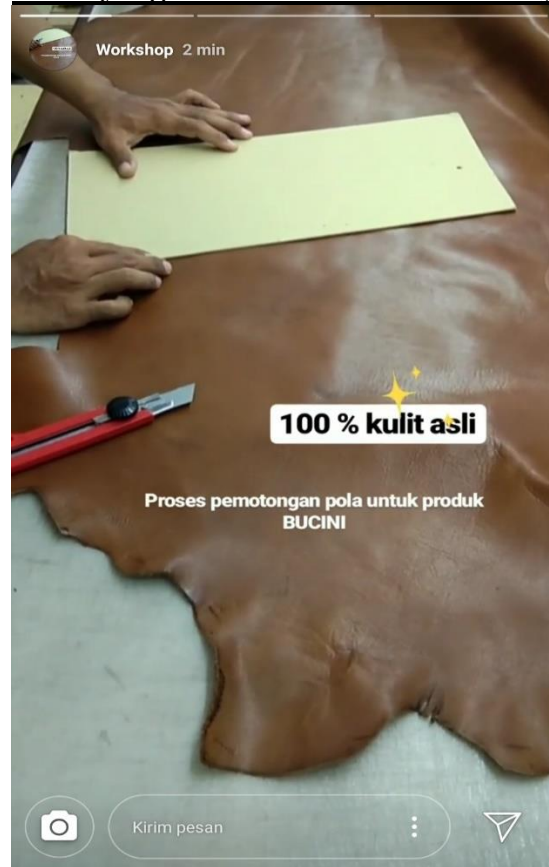 Workshop 2 min
100 % kulit asli
Proses pemotongan pola untuk produk
BUCINI
Kirim pesan